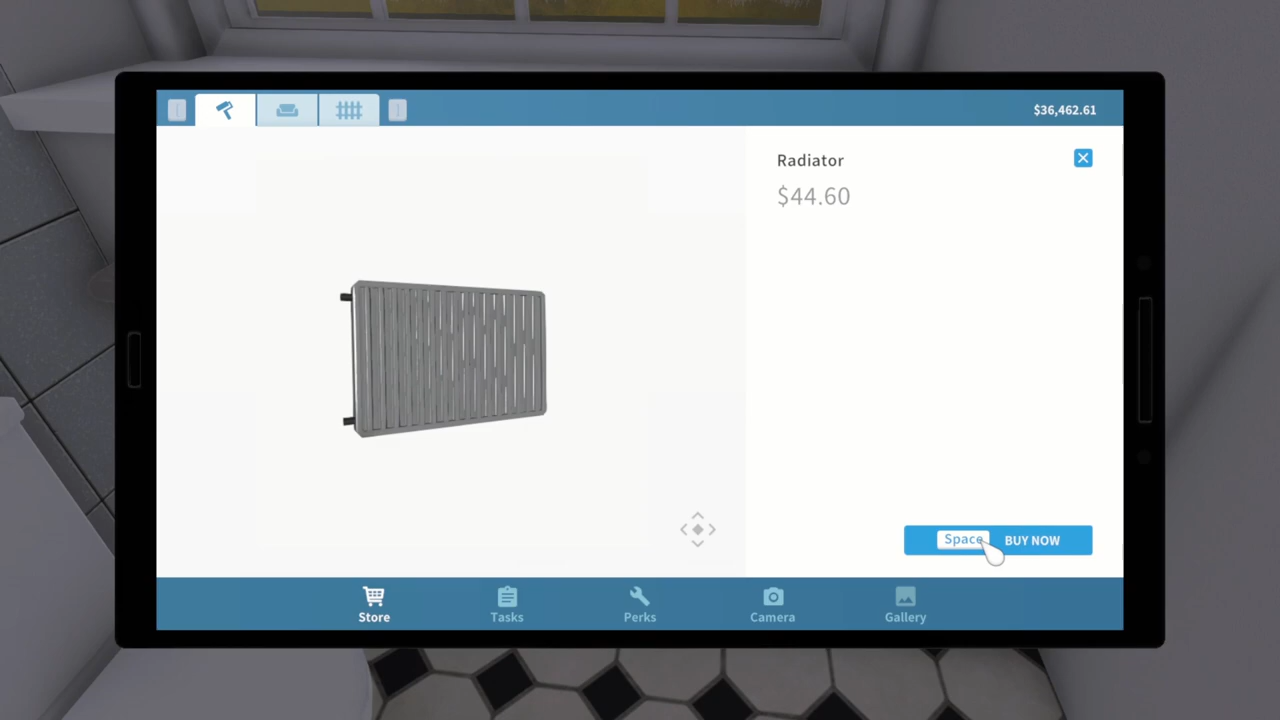 $36,462.61
Radiator
$44.60
Space BUY NOW
Store
Tasks
Perks
Camera
Gallery